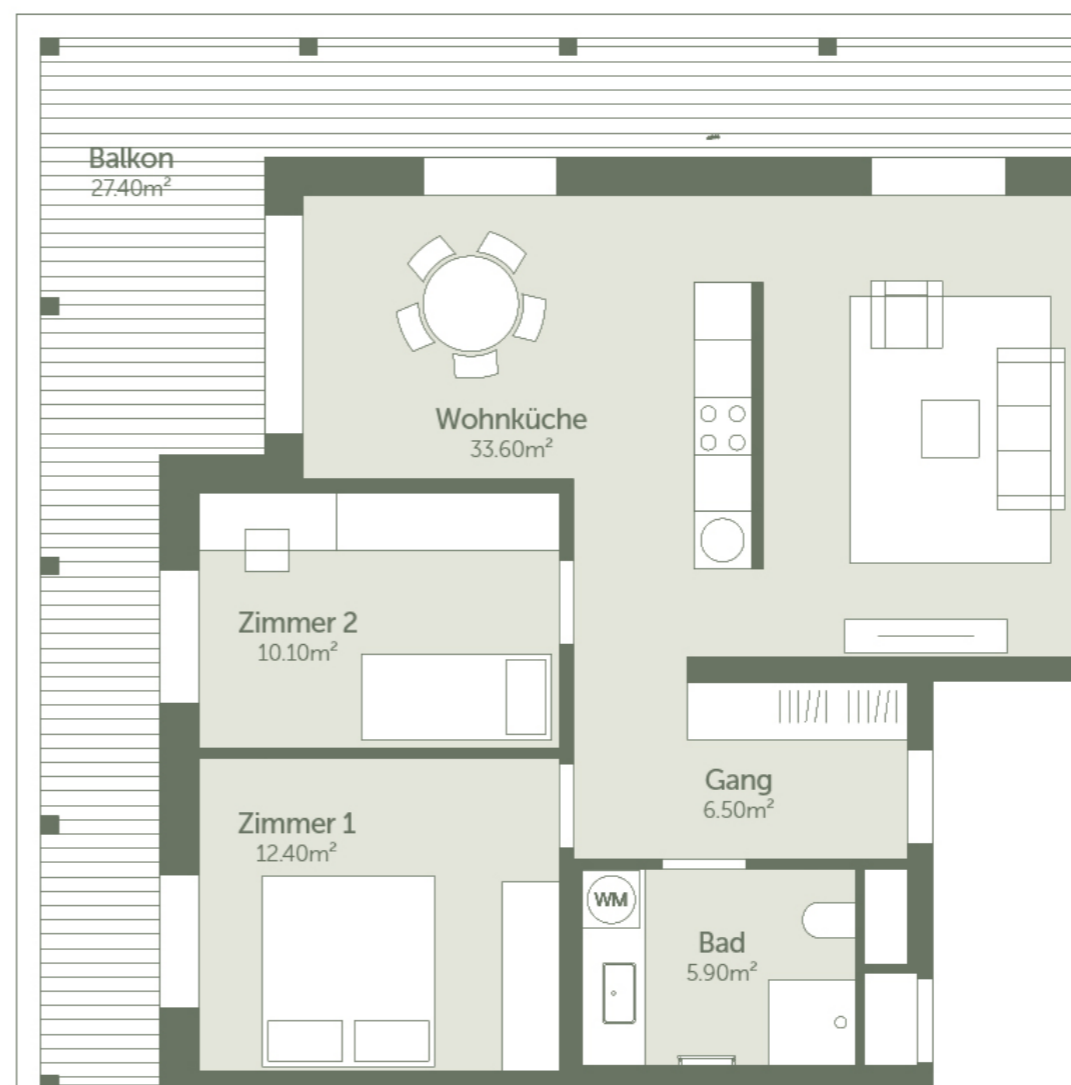 Balkon
27.40m²
Wohnküche
33.60m²
Zimmer 2
10.10m²
Gang
6.50m²
Zimmer 1
12.40m²
WM
Bad
5.90m²